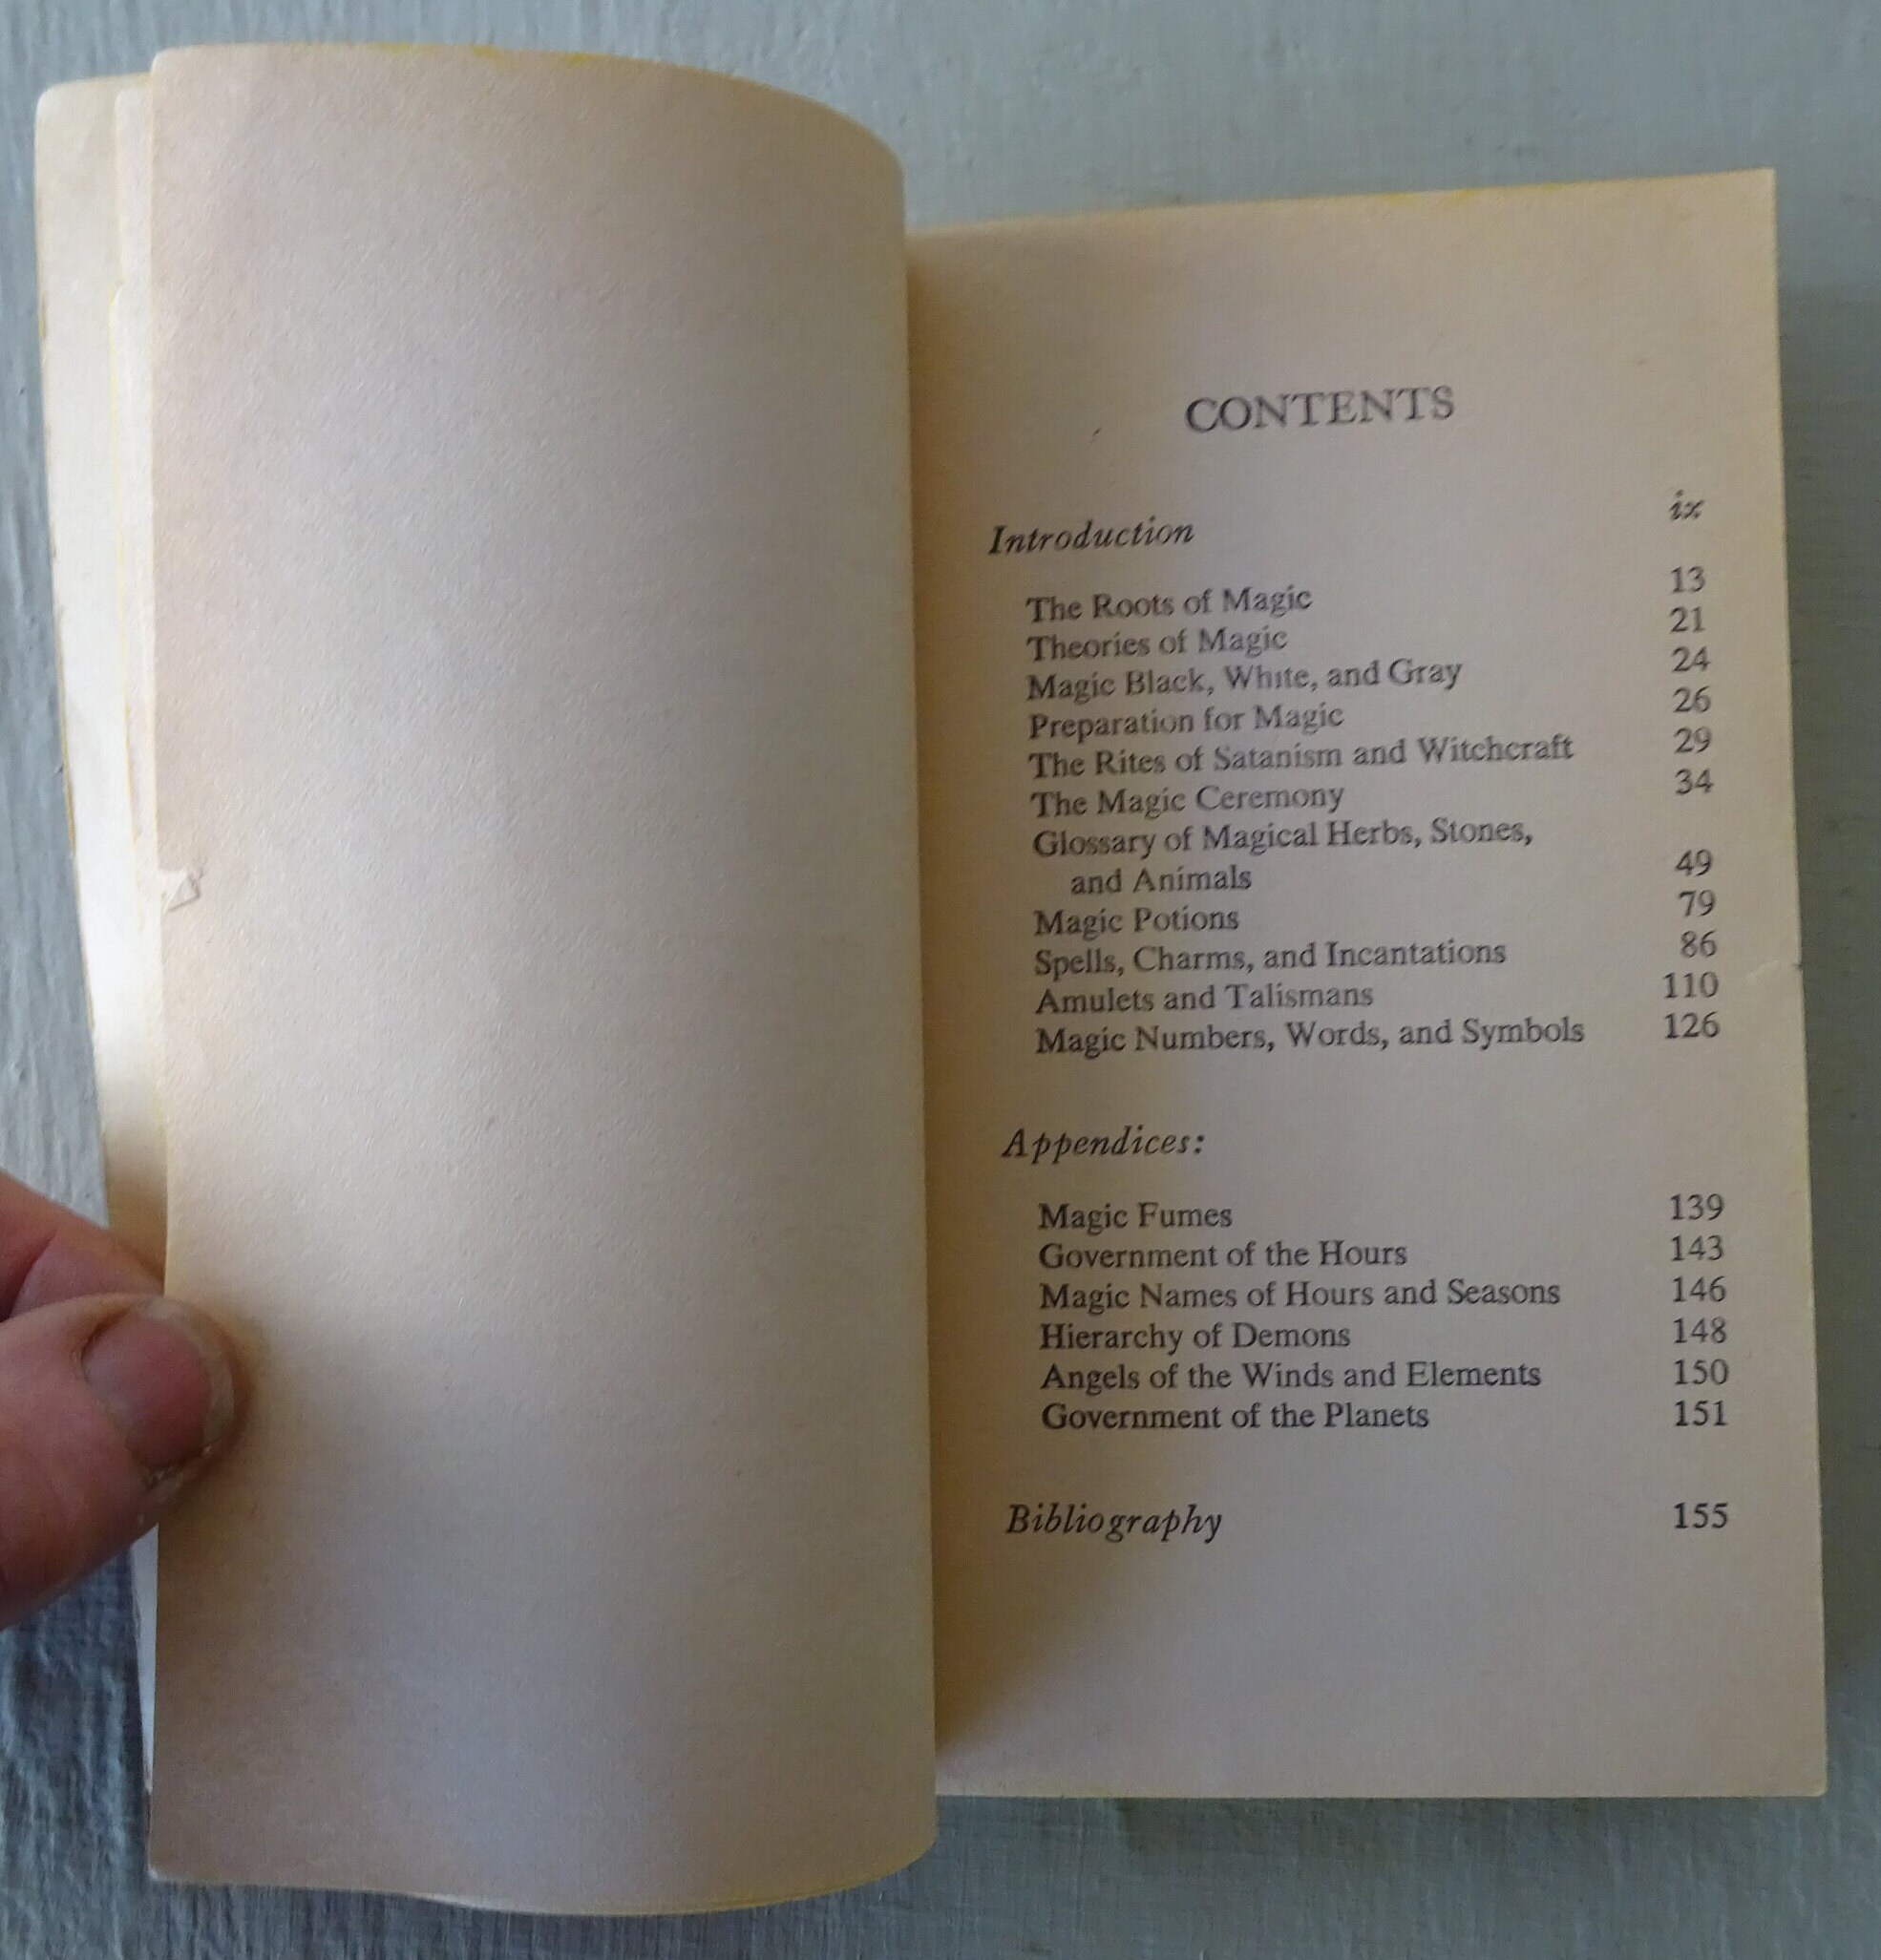 CONTENTS
Introduction ix
The Roots of Magic 13
Theories of Magic 21
Magic Black, White, and Gray 24
Preparation for Magic 26
The Rites of Satanism and Witchcraft 29
The Magic Ceremony 34
Glossary of Magical Herbs, Stones,
and Animals 49
Magic Potions 79
Spells, Charms, and Incantations 86
Amulets and Talismans 110
Magic Numbers, Words, and Symbols 126
Appendices:
Magic Fumes 139
Government of the Hours 143
Magic Names of Hours and Seasons 146
Hierarchy of Demons 148
Angels of the Winds and Elements 150
Government of the Planets 151
Bibliography 155